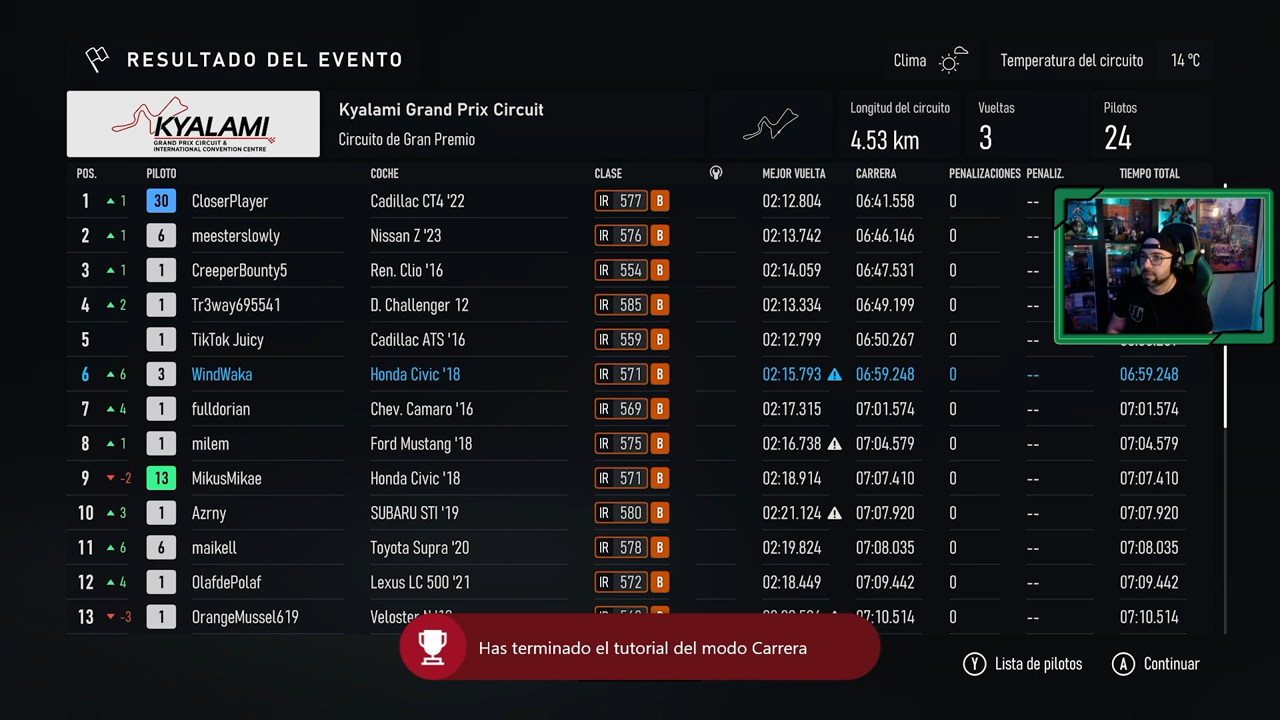 RESULTADO DEL EVENTO
Clima
Temperatura del circuito 14 °C
KYALAMI
GRAND PRIX CIRCUIT &
INTERNATIONAL CONVENTION CENTRE
Kyalami Grand Prix Circuit
Circuito de Gran Premio
Longitud del circuito
4.53 km
Vueltas
3
Pilotos
24
POS. PILOTO COCHE CLASE MEJOR VUELTA CARRERA PENALIZACIONES PENALIZ. TIEMPO TOTAL
1 1 30 CloserPlayer Cadillac CT4 '22 IR 577 B 02:12.804 06:41.558 0 --
2 1 6 meesterslowly Nissan Z '23 IR 576 B 02:13.742 06:46.146 0 --
3 1 1 CreeperBounty5 Ren. Clio '16 IR 554 B 02:14.059 06:47.531 0 --
4 2 1 Tr3way695541 D. Challenger 12 IR 585 B 02:13.334 06:49.199 0 --
5 1 TikTok Juicy Cadillac ATS '16 IR 559 B 02:12.799 06:50.267 0 --
6 6 3 WindWaka Honda Civic '18 IR 571 B 02:15.793 06:59.248 0 -- 06:59.248
7 4 1 fulldorian Chev. Camaro '16 IR 569 B 02:17.315 07:01.574 0 -- 07:01.574
8 1 1 milem Ford Mustang '18 IR 575 B 02:16.738 07:04.579 0 -- 07:04.579
9 -2 13 MikusMikae Honda Civic '18 IR 571 B 02:18.914 07:07.410 0 -- 07:07.410
10 3 1 Azrny SUBARU STI '19 IR 580 B 02:21.124 07:07.920 0 -- 07:07.920
11 6 6 maikell Toyota Supra '20 IR 578 B 02:19.824 07:08.035 0 -- 07:08.035
12 4 1 OlafdePolaf Lexus LC 500 '21 IR 572 B 02:18.449 07:09.442 0 -- 07:09.442
13 -3 1 OrangeMussel619 Veloster 07:10.514 0 -- 07:10.514
Has terminado el tutorial del modo Carrera
Y Lista de pilotos
A Continuar